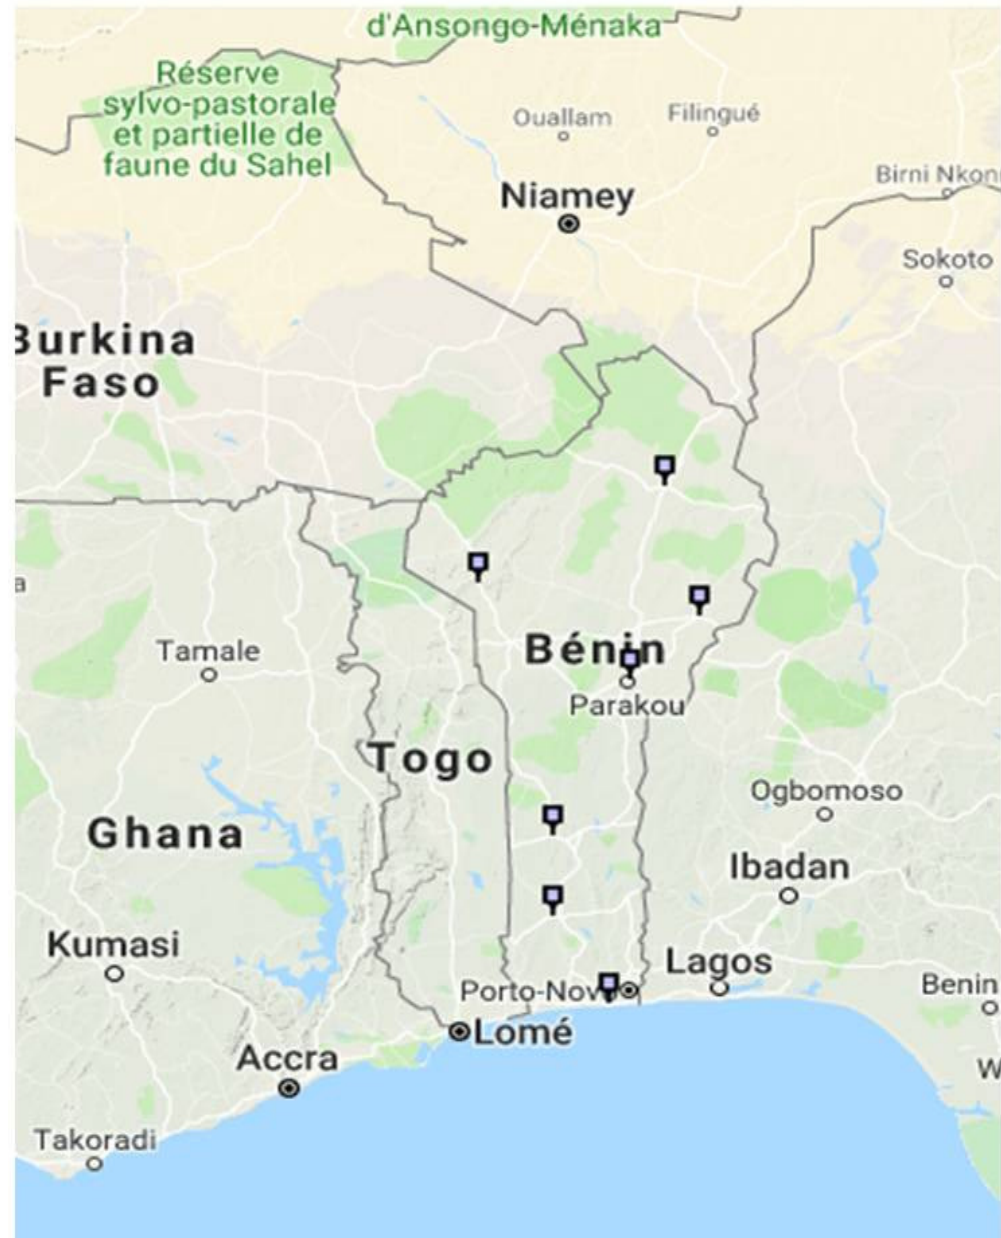 d'Ansongo-Ménaka
Réserve
sylvo-pastorale
et partielle de
faune du Sahel
Ouallam
Filingué
Birni Nkon
Niamey
Sokoto
Burkina
Faso
Tamale
Bénin
Parakou
Togo
Ogbomoso
Ghana
Ibadan
Kumasi
Lagos
Porto-Nov
Benin
Lomé
Accra
W
Takoradi